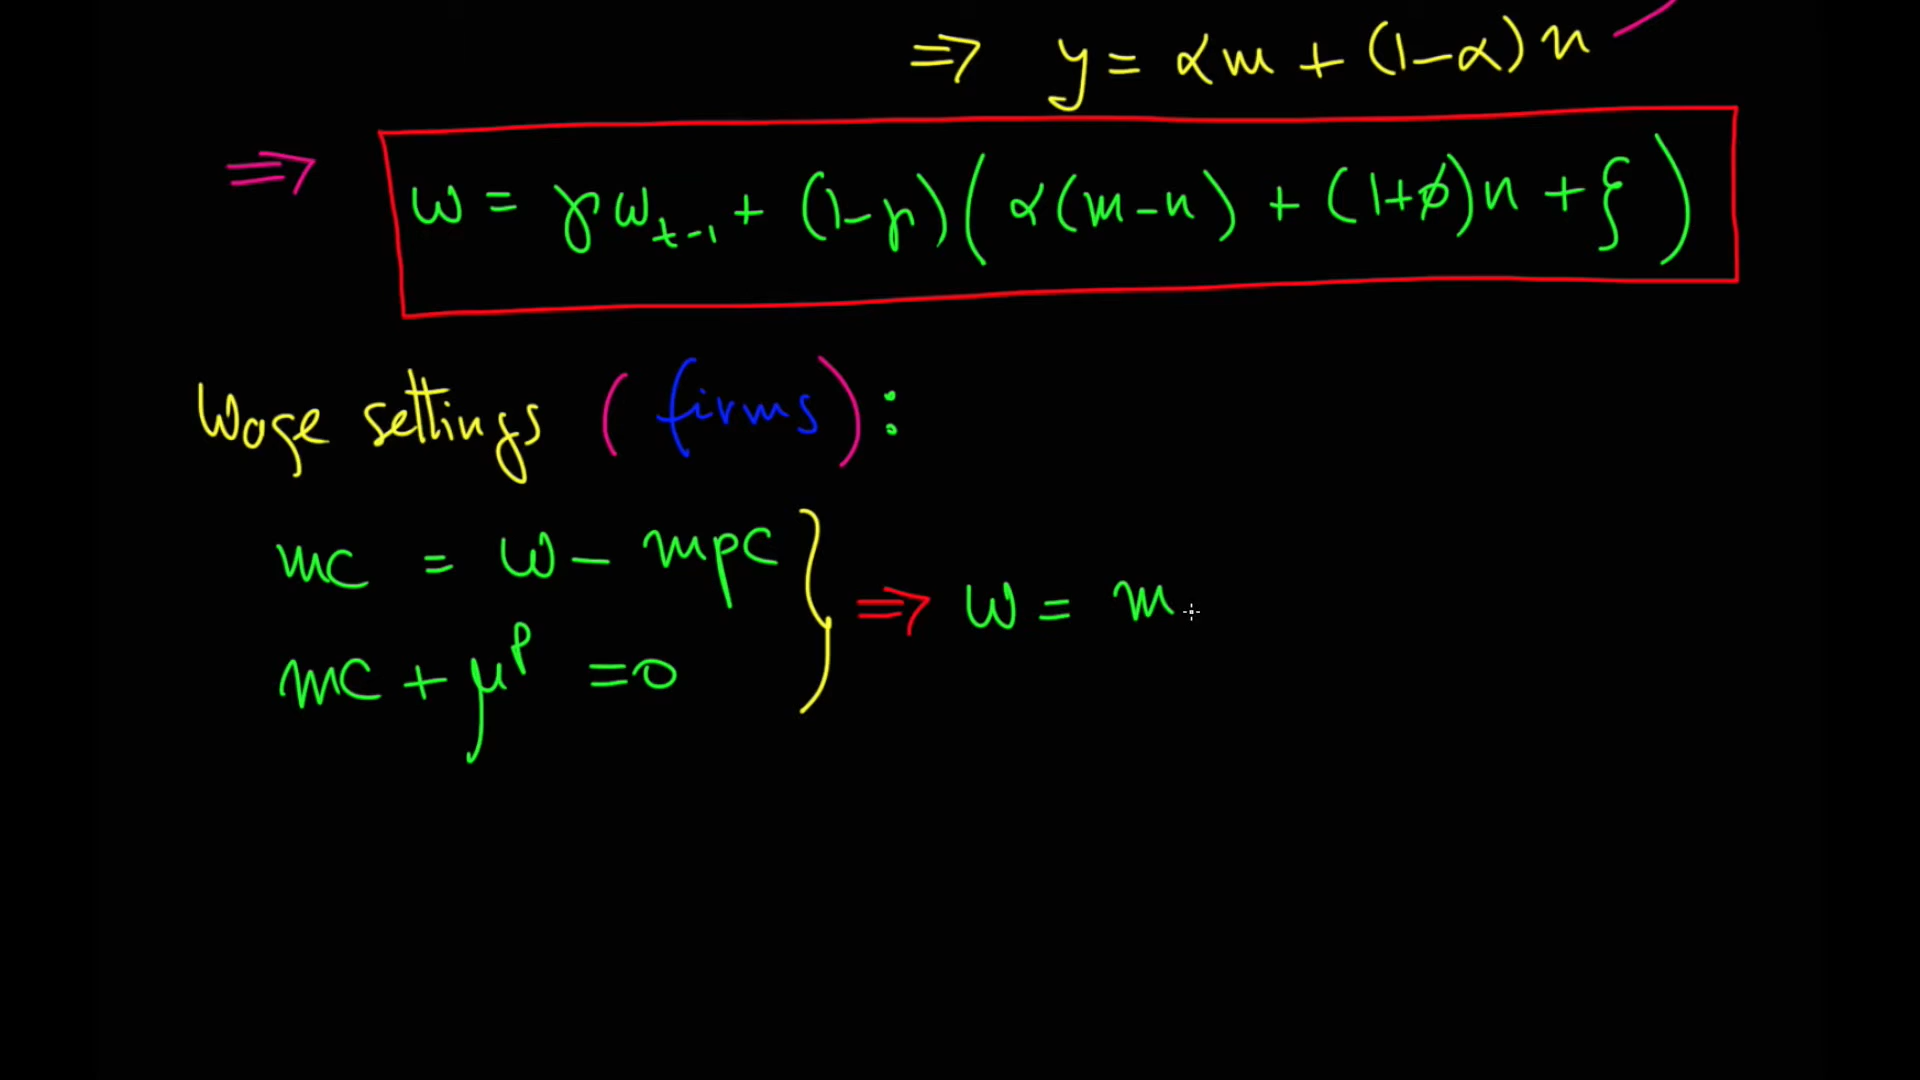 ⇒ y = αm + (1-α)n
⇒ w = γw_{t-1} + (1-γ)(α(m-n) + (1+φ)n + ξ)
Wage settings (firms):
mc = w - mpc
mc + μ^p = 0
⇒ w = m